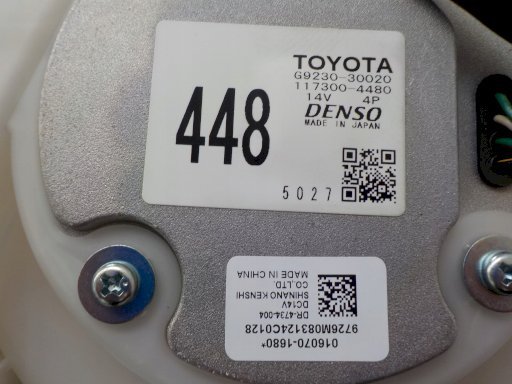 TOYOTA
G9230-30020
117300-4480
14V 4P
DENSO
MADE IN JAPAN
448
5027
016070-1680*
9726M083124C0128
DR-4734-004
DC14V
SHINANO KENSHI
CO.,LTD.
MADE IN CHINA